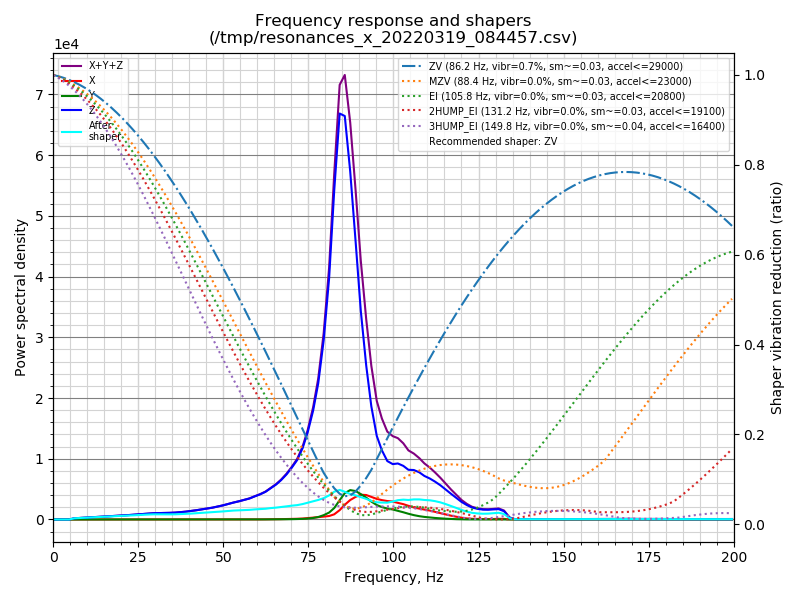 Frequency response and shapers
(/tmp/resonances_x_20220319_084457.csv)
1e4
X+Y+Z
X
Y
Z
After
shaper
ZV (86.2 Hz, vibr=0.7%, sm~=0.03, accel<=29000)
MZV (88.4 Hz, vibr=0.0%, sm~=0.03, accel<=23000)
EI (105.8 Hz, vibr=0.0%, sm~=0.03, accel<=20800)
2HUMP_EI (131.2 Hz, vibr=0.0%, sm~=0.03, accel<=19100)
3HUMP_EI (149.8 Hz, vibr=0.0%, sm~=0.04, accel<=16400)
Recommended shaper: ZV
Power spectral density
7
6
5
4
3
2
1
0
1.0
0.8
0.6
0.4
0.2
0.0
Shaper vibration reduction (ratio)
0 25 50 75 100 125 150 175 200
Frequency, Hz